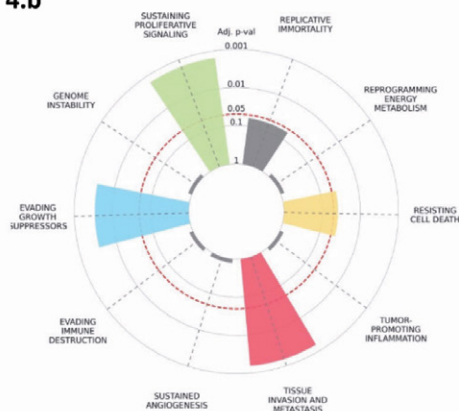 4.b
SUSTAINING
PROLIFERATIVE
SIGNALING
REPLICATIVE
IMMORTALITY
Adj. p-val
0.001
0.01
0.05
0.1
1
GENOME
INSTABILITY
REPROGRAMMING
ENERGY
METABOLISM
EVADING
GROWTH
SUPPRESSORS
RESISTING
CELL DEATH
EVADING
IMMUNE
DESTRUCTION
TUMOR-
PROMOTING
INFLAMMATION
SUSTAINED
ANGIOGENESIS
TISSUE
INVASION AND
METASTASIS